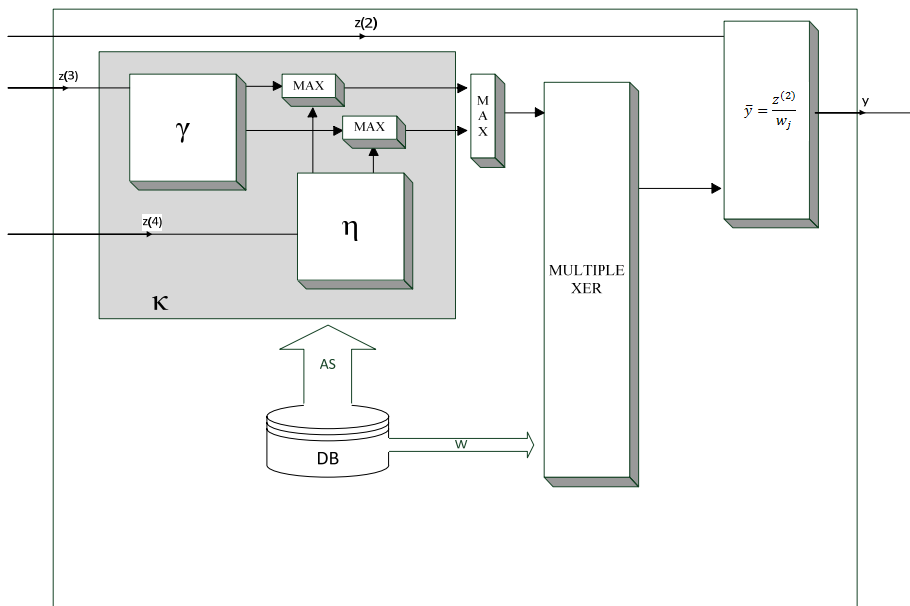 z(2)
z(3)
MAX
M
A
X
γ
MAX
ȳ = z⁽²⁾/wⱼ
y
z(4)
η
κ
MULTIPLE
XER
AS
DB
W